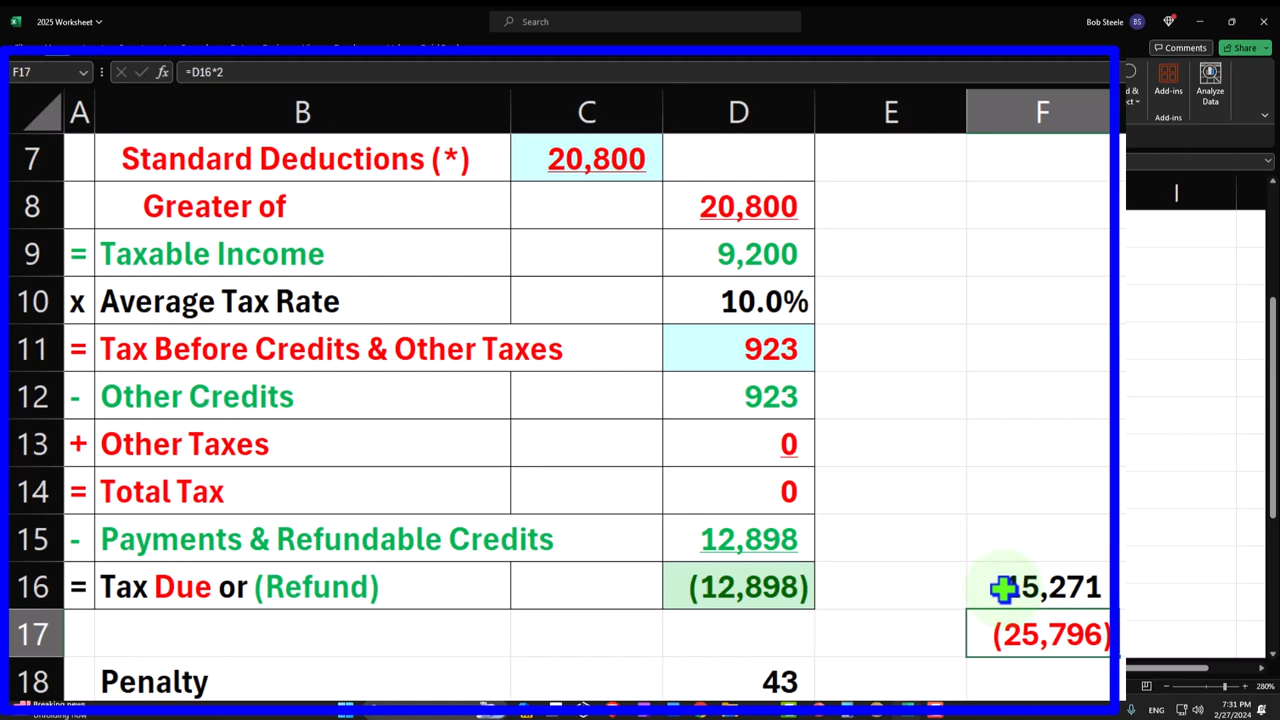 2025 Worksheet
Search
Bob Steele BS
Comments Share
F17 =D16*2
Add-ins Analyze Data
Add-ins
A B C D E F I
7 Standard Deductions (*) 20,800
8 Greater of 20,800
9 = Taxable Income 9,200
10 x Average Tax Rate 10.0%
11 = Tax Before Credits & Other Taxes 923
12 - Other Credits 923
13 + Other Taxes 0
14 = Total Tax 0
15 - Payments & Refundable Credits 12,898
16 = Tax Due or (Refund) (12,898) 5,271
17 (25,796)
18 Penalty 43
280%
Breaking news
Unfolding now
ENG 7:31 PM
2/27/2024